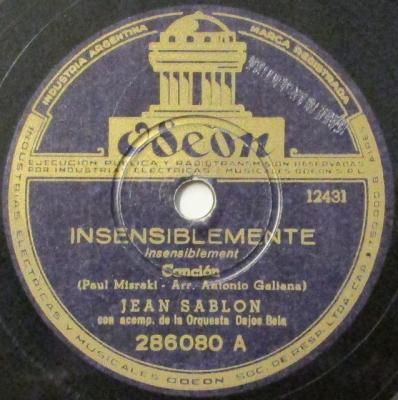 INDUSTRIA ARGENTINA
MARCA REGISTRADA
Odeon
EJECUCION PUBLICA Y RADIOTRANSMISION RESERVADAS
POR INDUSTRIAS ELECTRICAS Y MUSICALES ODEON S.R.L.
12431
INSENSIBLEMENTE
Insensiblement
Canción
(Paul Misraki - Arr. Antonio Galiana)
JEAN SABLON
con acomp. de la Orquesta Dajos Bela
286080 A
INDUSTRIAS ELECTRICAS Y MUSICALES ODEON SOC. DE RESP. LTDA. CAP.